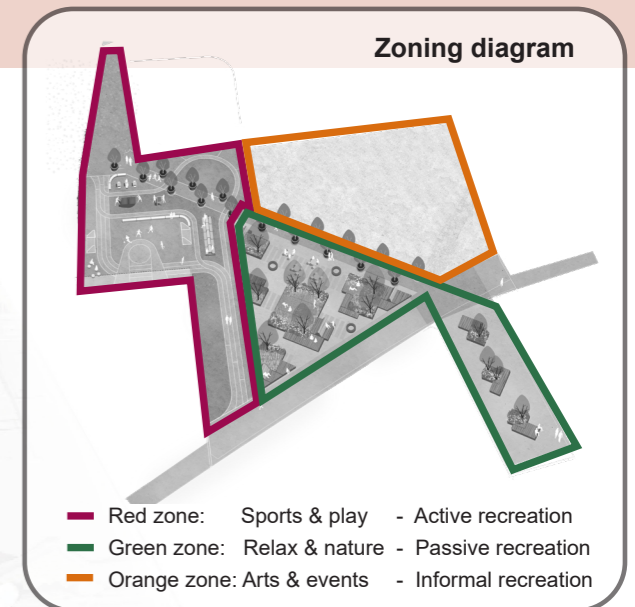 Zoning diagram
Red zone: Sports & play - Active recreation
Green zone: Relax & nature - Passive recreation
Orange zone: Arts & events - Informal recreation